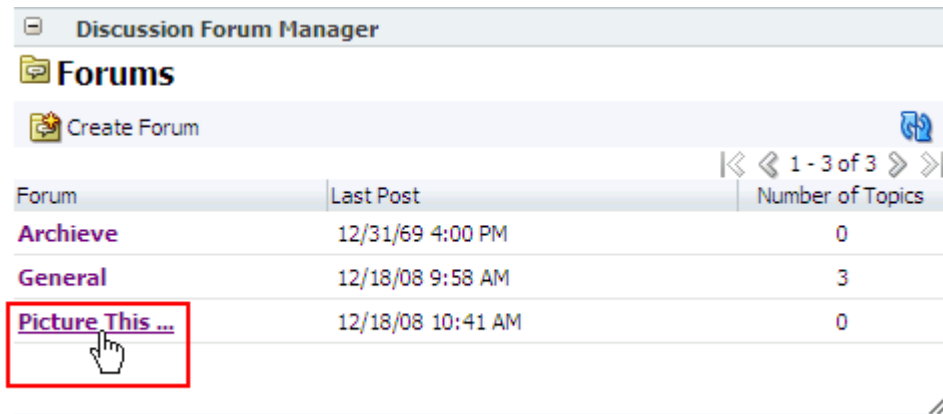 Discussion Forum Manager
Forums
Create Forum
1 - 3 of 3
Forum Last Post Number of Topics
Archieve 12/31/69 4:00 PM 0
General 12/18/08 9:58 AM 3
Picture This ... 12/18/08 10:41 AM 0